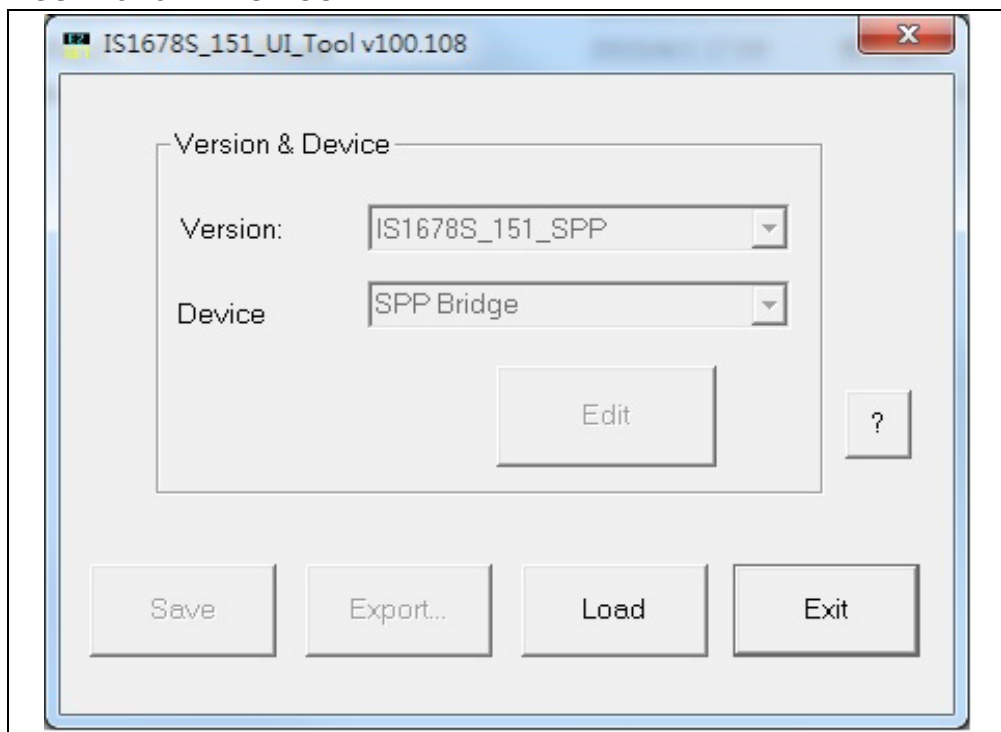 IS1678S_151_UI_Tool v100.108
X
Version & Device
Version: IS1678S_151_SPP
Device SPP Bridge
Edit
?
Save Export... Load Exit